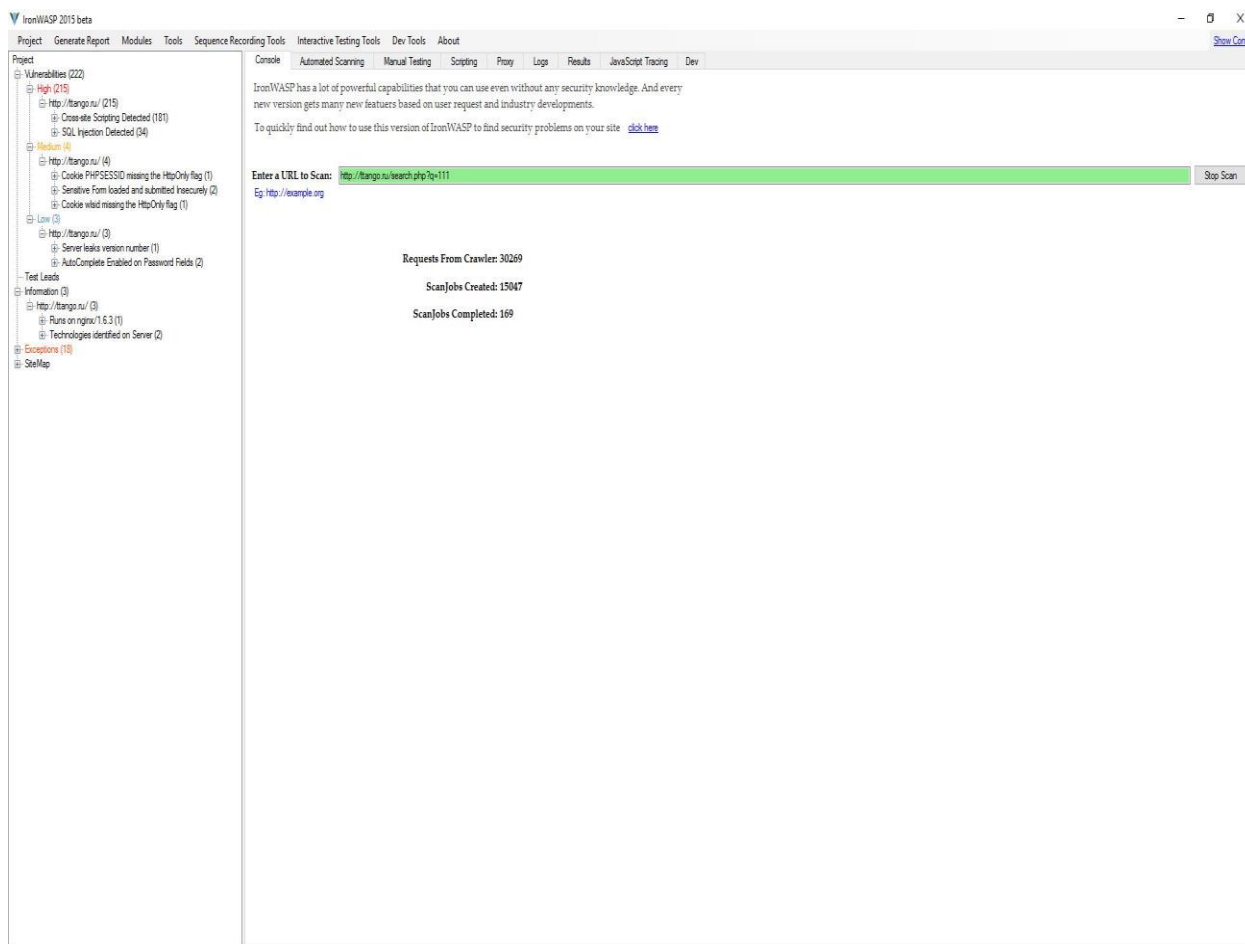 IronWASP 2015 beta
Project Generate Report Modules Tools Sequence Recording Tools Interactive Testing Tools Dev Tools About
Show Con
Project
Vulnerabilities (222)
High (215)
http://ttango.ru/ (215)
Cross-site Scripting Detected (181)
SQL Injection Detected (34)
Medium (4)
http://ttango.ru/ (4)
Cookie PHPSESSID missing the HttpOnly flag (1)
Sensitive Form loaded and submitted Insecurely (2)
Cookie wlsid missing the HttpOnly flag (1)
Low (3)
http://ttango.ru/ (3)
Server leaks version number (1)
AutoComplete Enabled on Password Fields (2)
Test Leads
Information (3)
http://ttango.ru/ (3)
Runs on nginx/1.6.3 (1)
Technologies identified on Server (2)
Exceptions (18)
SiteMap
Console Automated Scanning Manual Testing Scripting Proxy Logs Results JavaScript Tracing Dev
IronWASP has a lot of powerful capabilities that you can use even without any security knowledge. And every
new version gets many new featuers based on user request and industry developments.
To quickly find out how to use this version of IronWASP to find security problems on your site click here
Enter a URL to Scan: http://ttango.ru/search.php?q=111 Stop Scan
Eg: http://example.org
Requests From Crawler: 30269
ScanJobs Created: 15047
ScanJobs Completed: 169